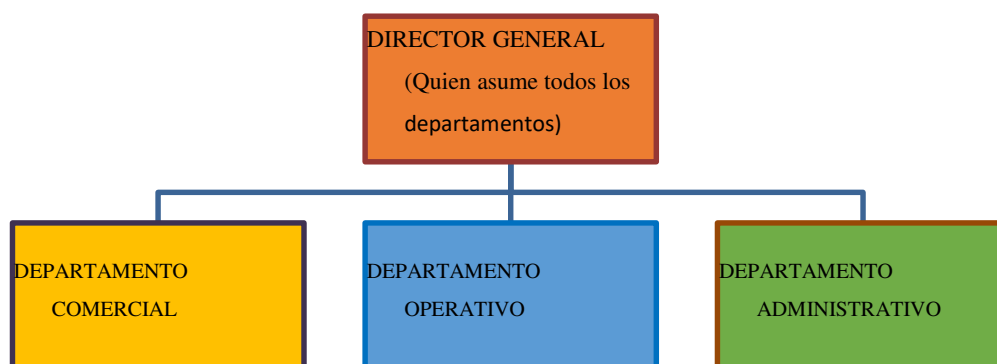 DIRECTOR GENERAL
(Quien asume todos los
departamentos)
DEPARTAMENTO
COMERCIAL
DEPARTAMENTO
OPERATIVO
DEPARTAMENTO
ADMINISTRATIVO